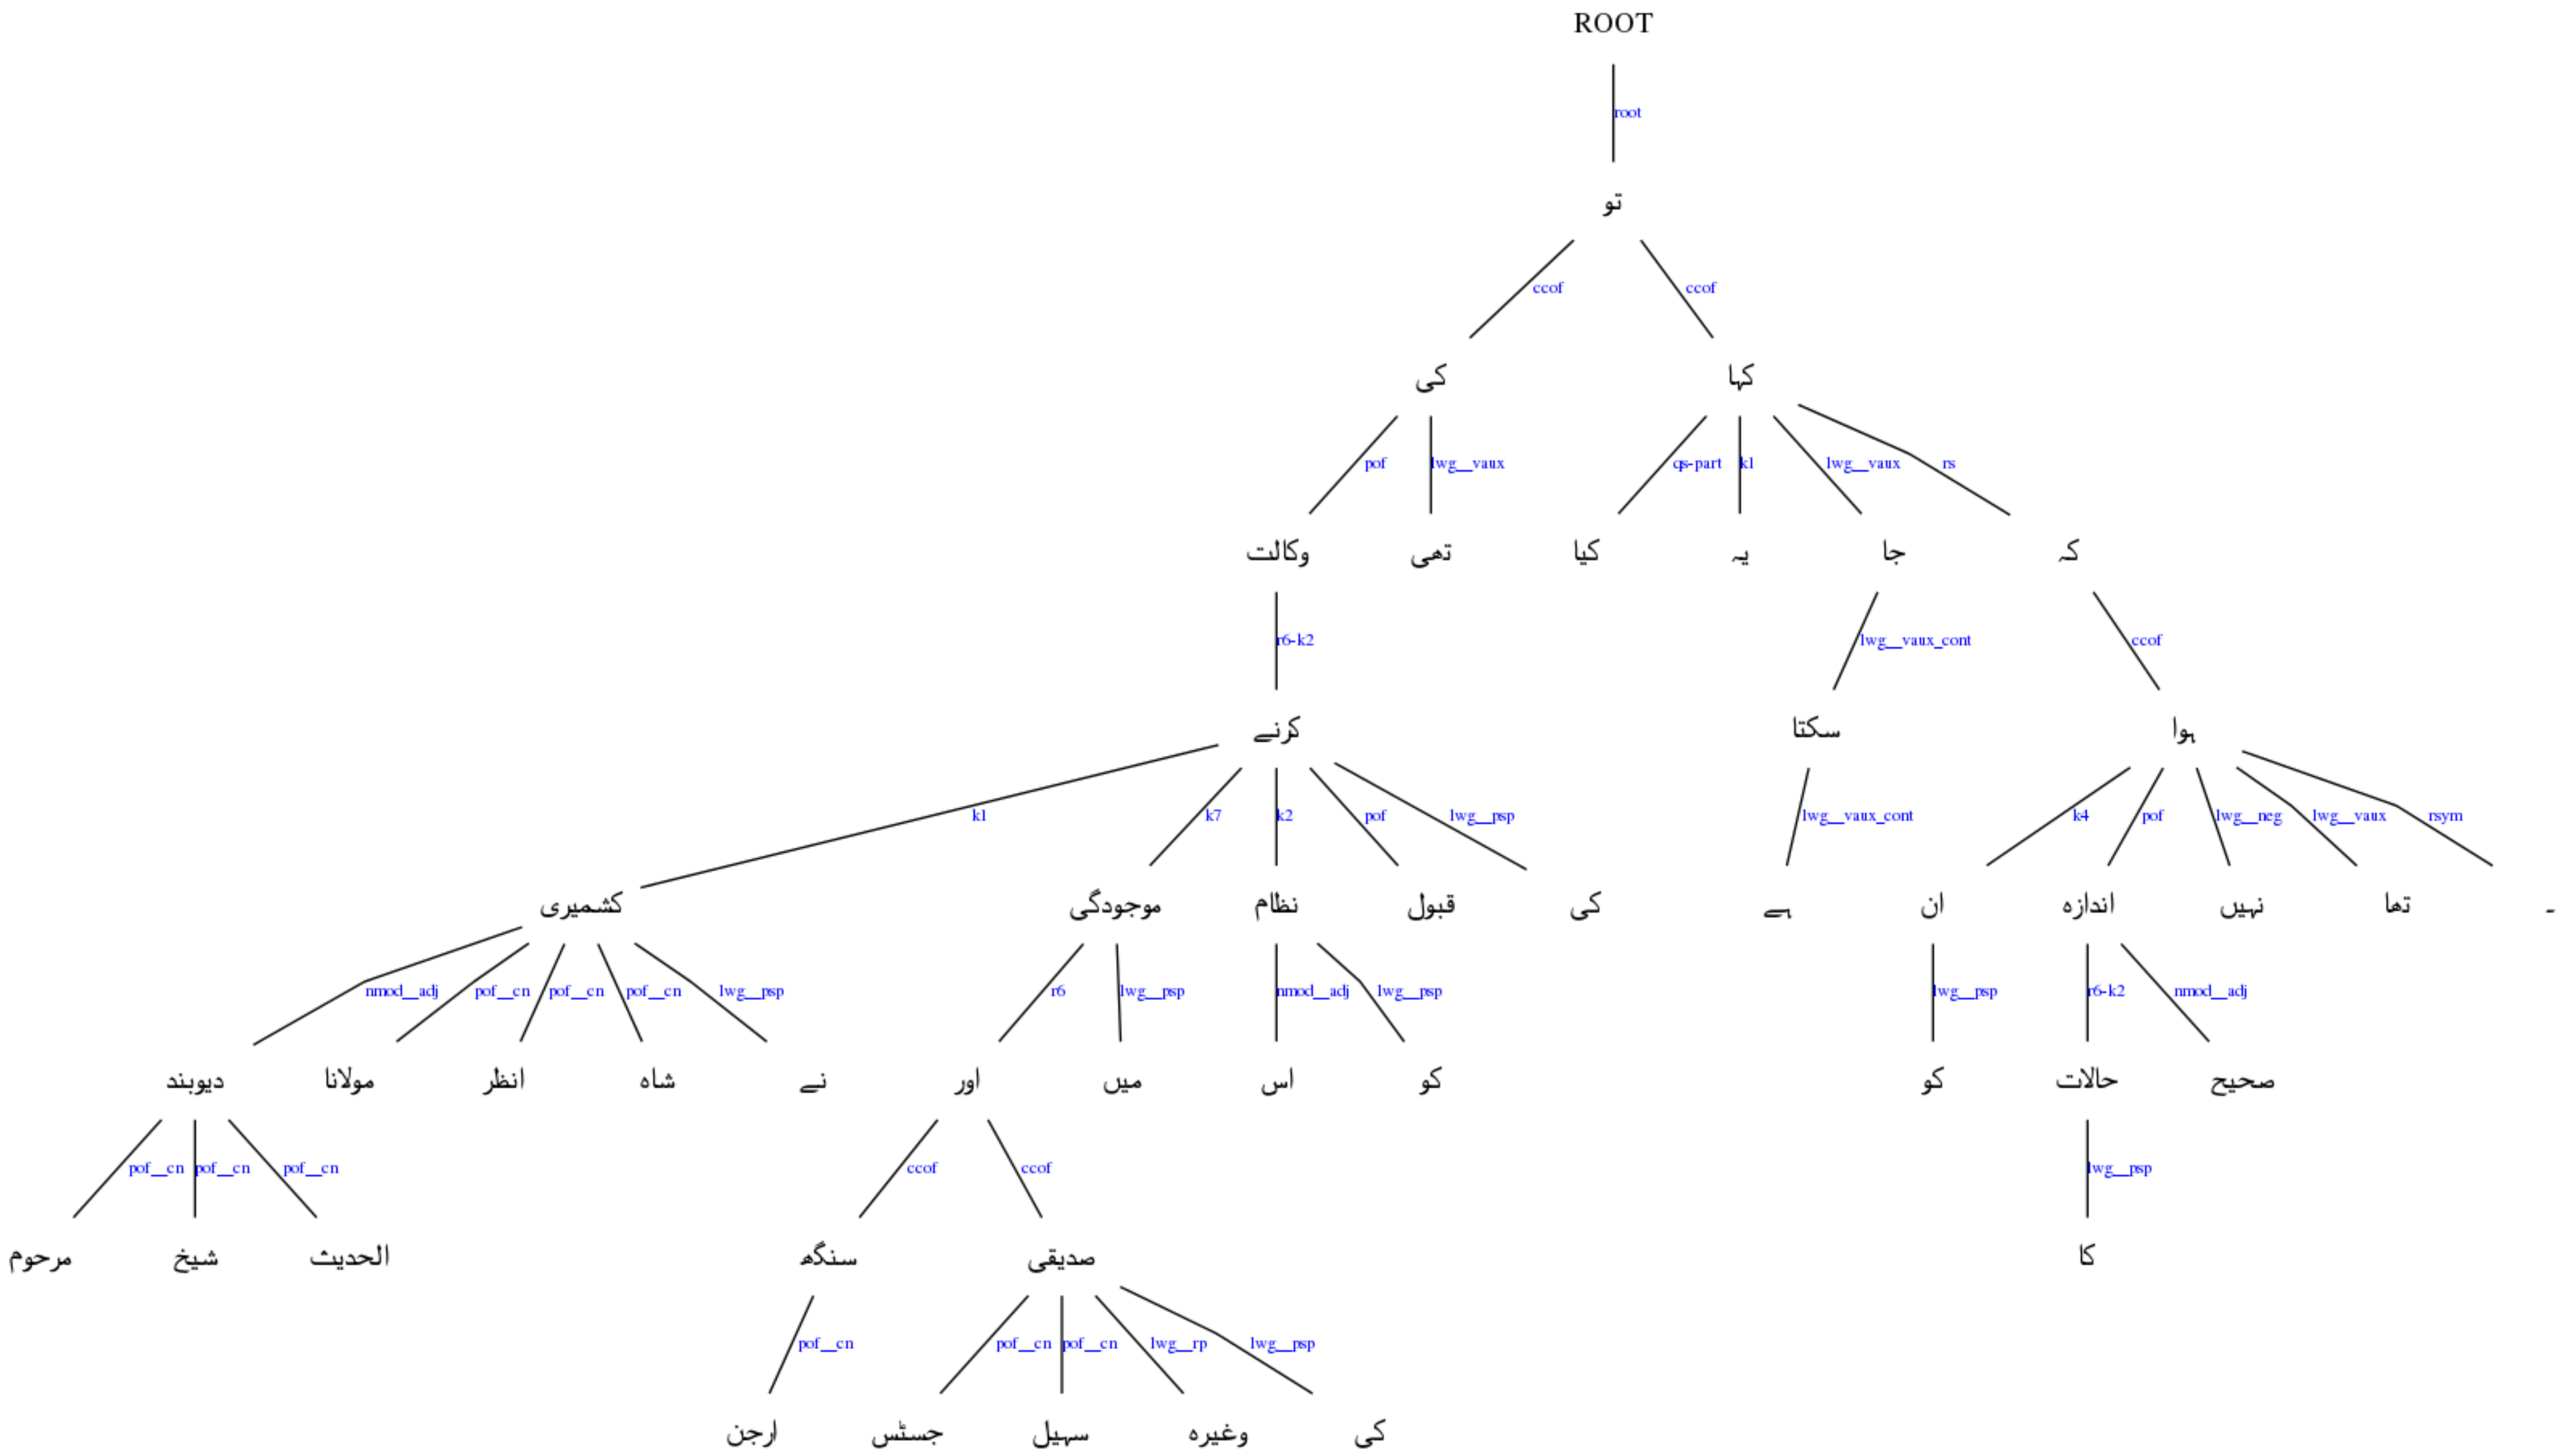 ROOT
root
تو
ccof ccof
کی کہا
pof lwg__vaux qs-part k1 lwg__vaux rs
وکالت تھی کیا یہ جا کہ
r6-k2 lwg__vaux_cont ccof
کرنے سکتا ہوا
k1 k7 k2 pof lwg__psp lwg__vaux_cont k4 pof lwg__neg lwg__vaux rsym
کشمیری موجودگی نظام قبول کی ہے ان اندازہ نہیں تھا ۔
nmod__adj pof__cn pof__cn pof__cn lwg__psp r6 lwg__psp nmod__adj lwg__psp lwg__psp r6-k2 nmod__adj
دیوبند مولانا انظر شاہ نے اور میں اس کو کو حالات صحیح
pof__cn pof__cn pof__cn ccof ccof lwg__psp
مرحوم شیخ الحدیث سنگھ صدیقی کا
pof__cn pof__cn pof__cn lwg__rp lwg__psp
ارجن جسٹس سہیل وغیرہ کی